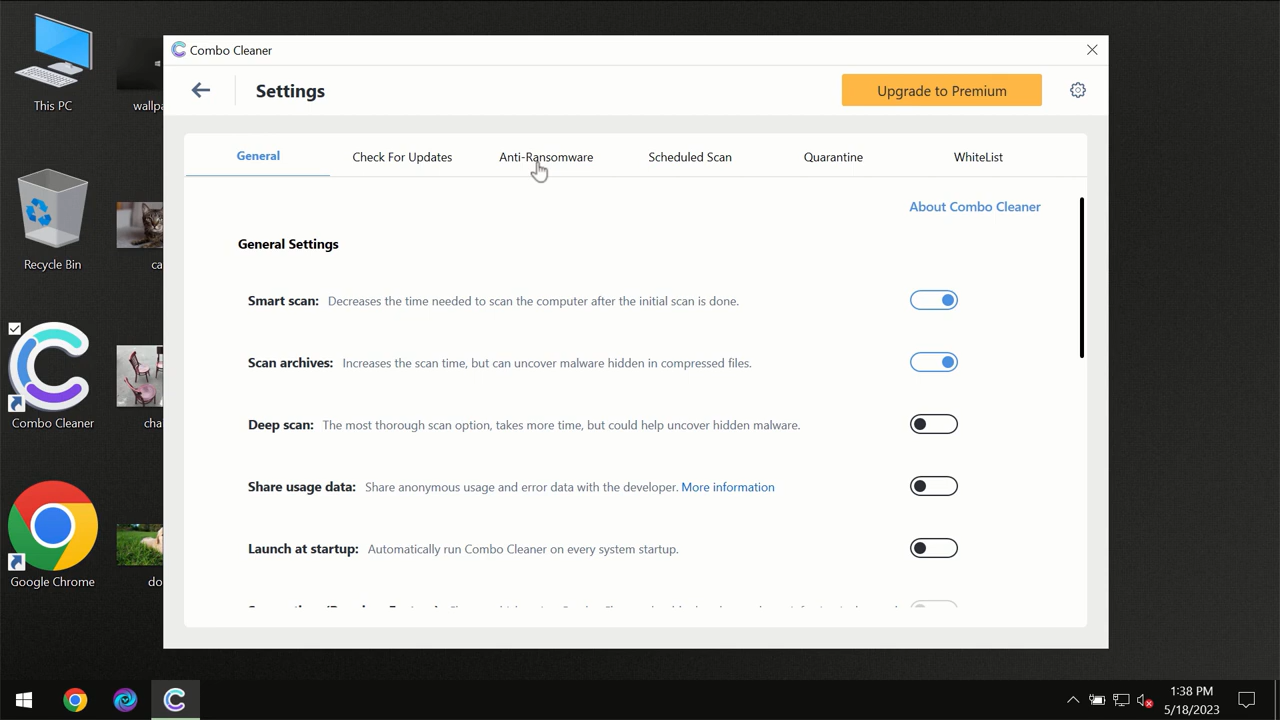 This PC
wallpa
Recycle Bin
ca
Combo Cleaner
cha
Google Chrome
do
Combo Cleaner
Settings
Upgrade to Premium
General
Check For Updates
Anti-Ransomware
Scheduled Scan
Quarantine
WhiteList
About Combo Cleaner
General Settings
Smart scan: Decreases the time needed to scan the computer after the initial scan is done.
Scan archives: Increases the scan time, but can uncover malware hidden in compressed files.
Deep scan: The most thorough scan option, takes more time, but could help uncover hidden malware.
Share usage data: Share anonymous usage and error data with the developer. More information
Launch at startup: Automatically run Combo Cleaner on every system startup.
1:38 PM
5/18/2023